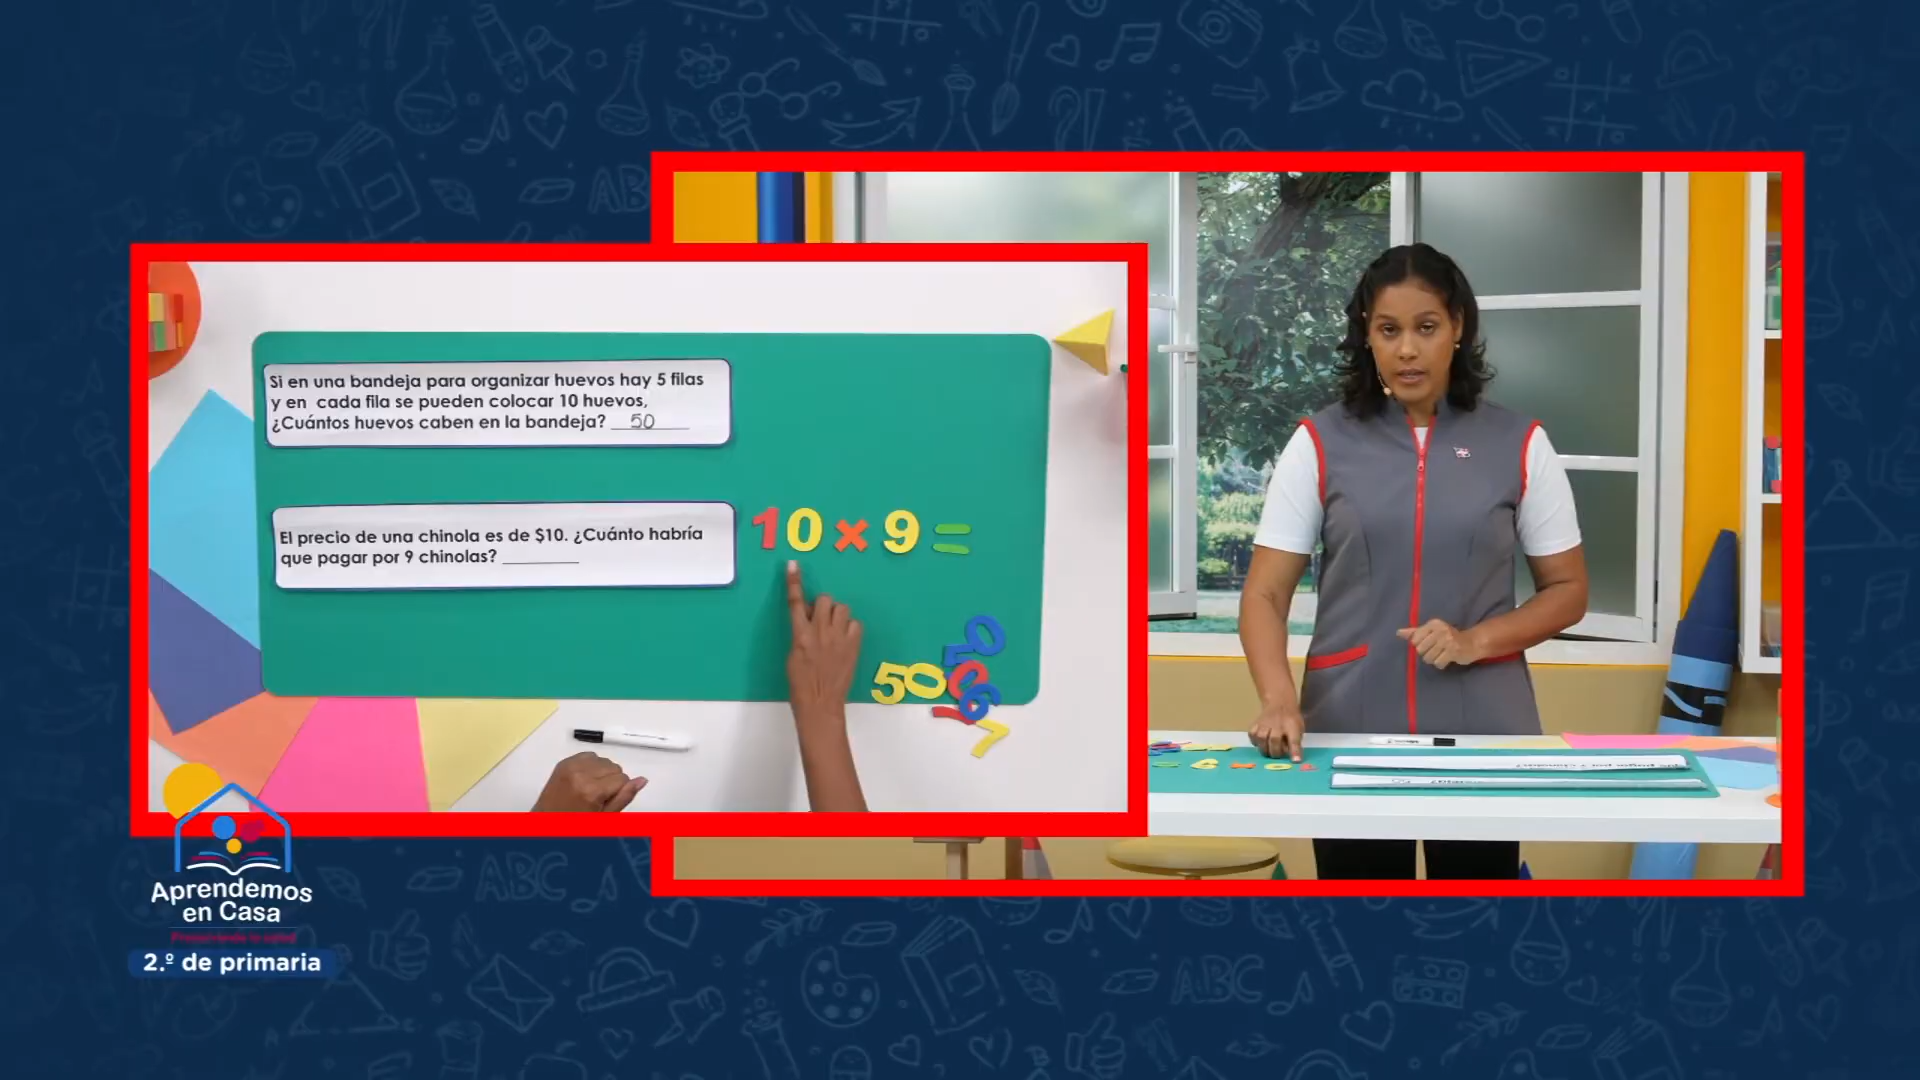 Si en una bandeja para organizar huevos hay 5 filas
y en cada fila se pueden colocar 10 huevos,
¿Cuántos huevos caben en la bandeja? 50
El precio de una chinola es de $10. ¿Cuánto habría
que pagar por 9 chinolas? ________
10×9=
50
Aprendemos
en Casa
2.º de primaria